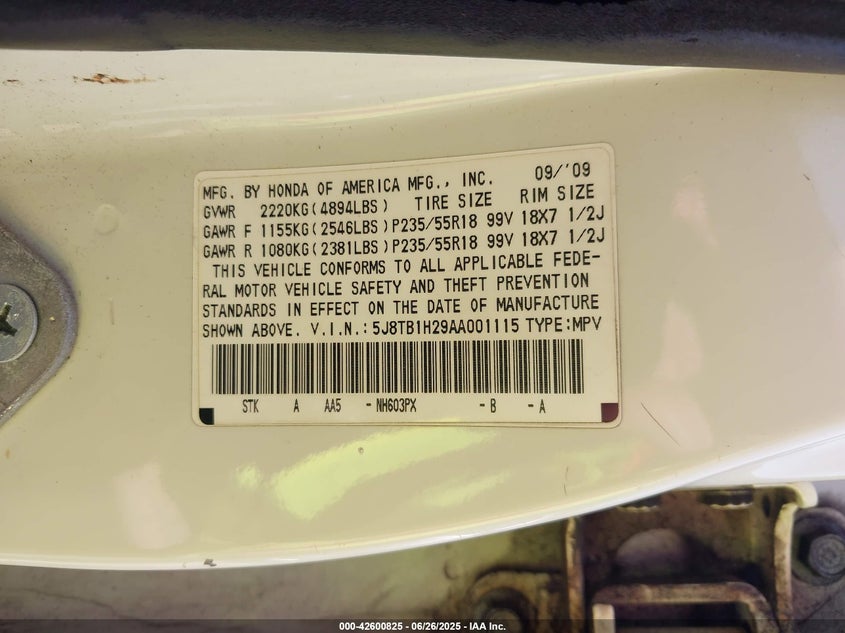 MFG. BY HONDA OF AMERICA MFG., INC. 09/'09
GVWR 2220KG(4894LBS) TIRE SIZE RIM SIZE
GAWR F 1155KG(2546LBS)P235/55R18 99V 18X7 1/2J
GAWR R 1080KG(2381LBS)P235/55R18 99V 18X7 1/2J
THIS VEHICLE CONFORMS TO ALL APPLICABLE FEDE-
RAL MOTOR VEHICLE SAFETY AND THEFT PREVENTION
STANDARDS IN EFFECT ON THE DATE OF MANUFACTURE
SHOWN ABOVE. V.I.N.:5J8TB1H29AA001115 TYPE:MPV
STK A AA5 -NH603PX -B -A
000-42600825 - 06/26/2025 - IAA Inc.